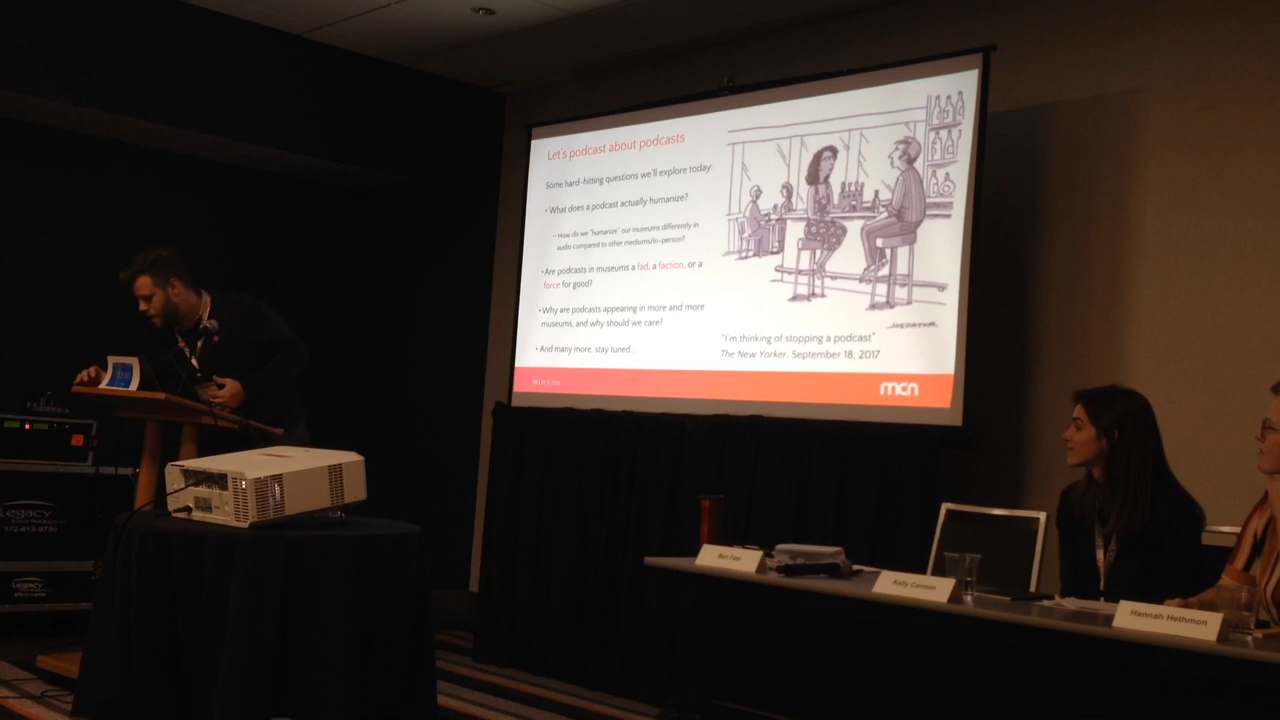 Let's podcast about podcasts
Some hard-hitting questions we'll explore today:
• What does a podcast actually humanize?
– How do we "humanize" our museums differently in
audio compared to other mediums/in-person?
• Are podcasts in museums a fad, a faction, or a
force for good?
• Why are podcasts appearing in more and more
museums, and why should we care?
• And many more, stay tuned...
"I'm thinking of stopping a podcast"
The New Yorker. September 18, 2017
mcn
Legacy
972-813-0780
Legacy
Kelly Cannon
Hannah Hethmon